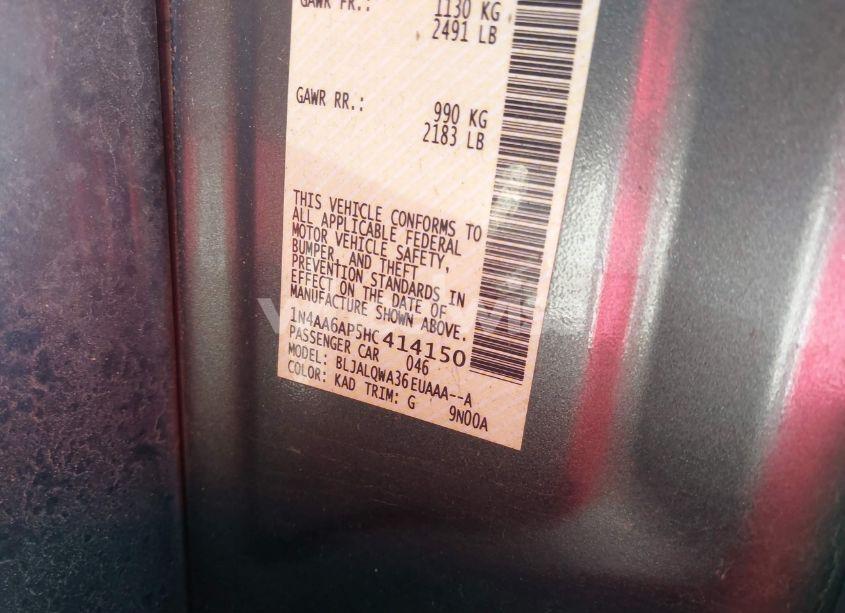 GAWR FR.: 1130 KG
2491 LB
GAWR RR.: 990 KG
2183 LB
THIS VEHICLE CONFORMS TO
ALL APPLICABLE FEDERAL
MOTOR VEHICLE SAFETY,
BUMPER, AND THEFT
PREVENTION STANDARDS IN
EFFECT ON THE DATE OF
MANUFACTURE SHOWN ABOVE.
1N4AA6AP5HC414150
PASSENGER CAR 046
MODEL: BLJALQWA36EUAAA--A
COLOR: KAD TRIM: G 9N00A